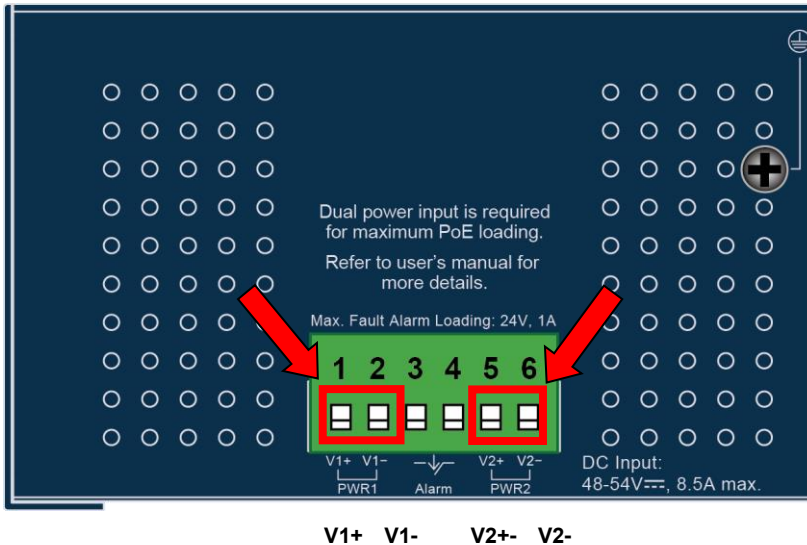 Dual power input is required
for maximum PoE loading.
Refer to user's manual for
more details.
Max. Fault Alarm Loading: 24V, 1A
1 2 3 4 5 6
V1+ V1− V2+ V2−
PWR1 Alarm PWR2
DC Input:
48-54V⎓, 8.5A max.
V1+ V1- V2+- V2-